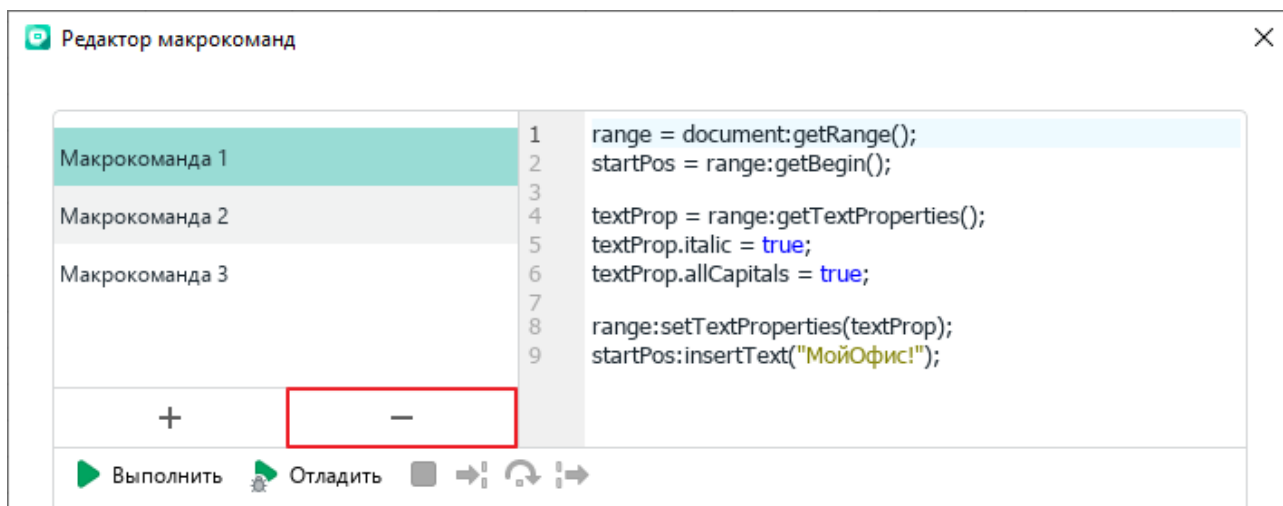 Редактор макрокоманд
Макрокоманда 1
Макрокоманда 2
Макрокоманда 3
+ −
1 range = document:getRange();
2 startPos = range:getBegin();
3
4 textProp = range:getTextProperties();
5 textProp.italic = true;
6 textProp.allCapitals = true;
7
8 range:setTextProperties(textProp);
9 startPos:insertText("МойОфис!");
Выполнить Отладить